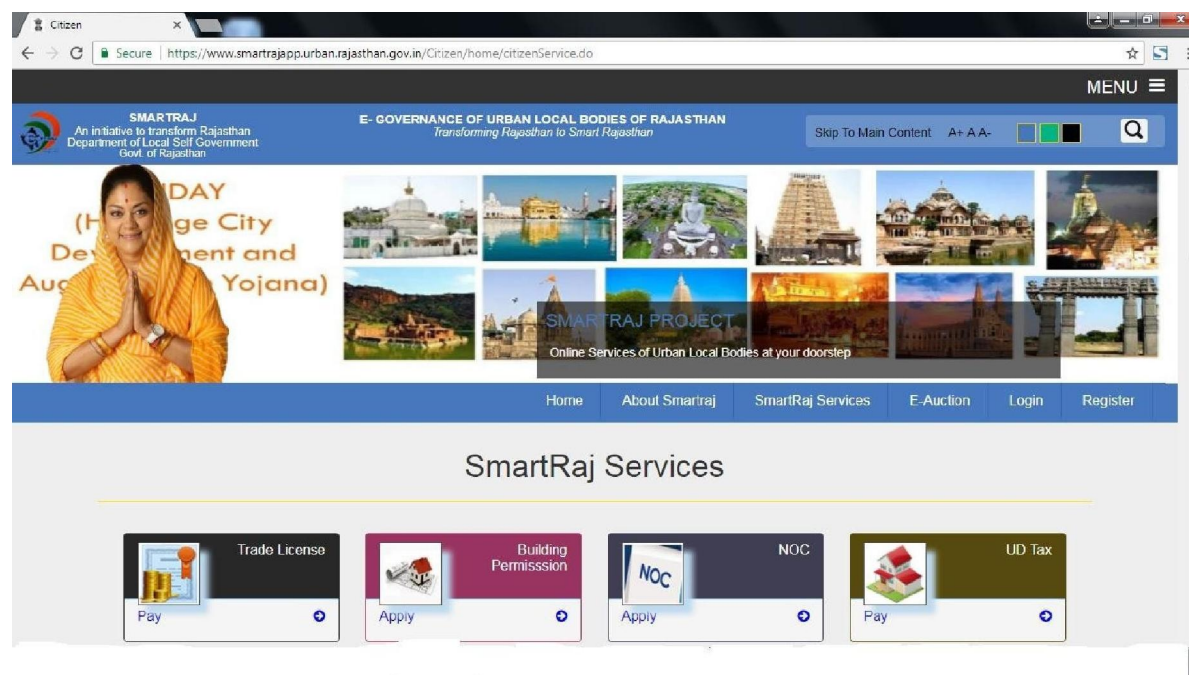 Citizen
Secure | https://www.smartrajapp.urban.rajasthan.gov.in/Citizen/home/citizenService.do
MENU
SMARTRAJ
An initiative to transform Rajasthan
Department of Local Self Government
Govt. of Rajasthan
E- GOVERNANCE OF URBAN LOCAL BODIES OF RAJASTHAN
Transforming Rajasthan to Smart Rajasthan
Skip To Main Content A+ A A-
DAY
ge City
ent and
Yojana)
SMARTRAJ PROJECT
Online Services of Urban Local Bodies at your doorstep
Home About Smartraj SmartRaj Services E-Auction Login Register
SmartRaj Services
Trade License
Pay
Building
Permisssion
Apply
NOC
NOC
Apply
UD Tax
Pay